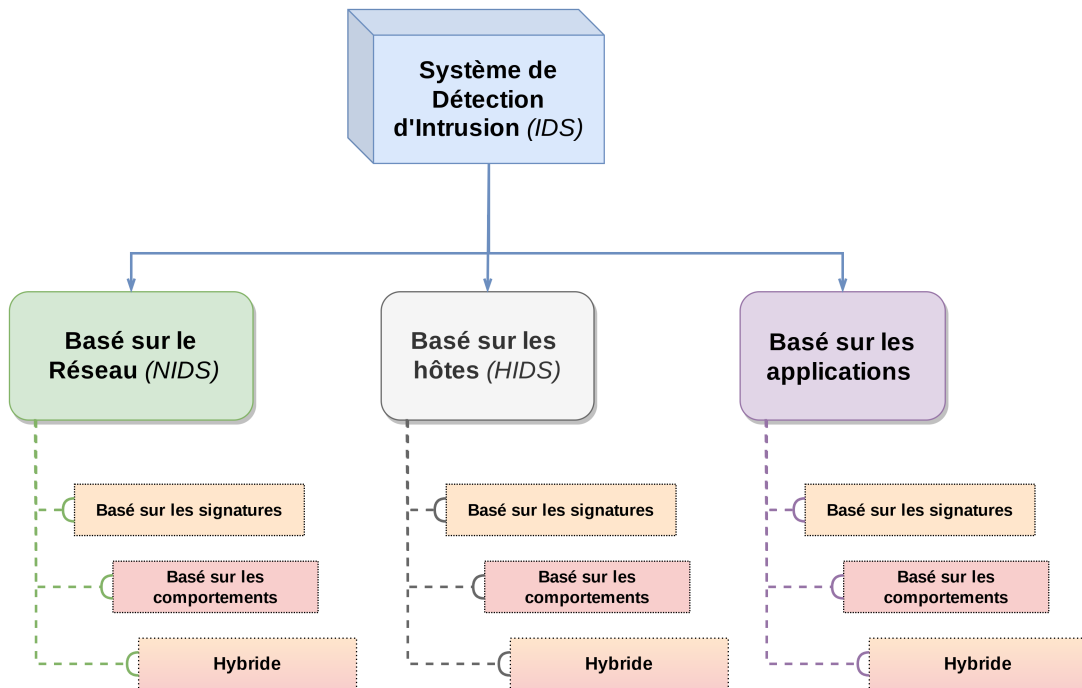 Système de
Détection
d'Intrusion (IDS)
Basé sur le
Réseau (NIDS)
Basé sur les
hôtes (HIDS)
Basé sur les
applications
Basé sur les signatures
Basé sur les
comportements
Hybride
Basé sur les signatures
Basé sur les
comportements
Hybride
Basé sur les signatures
Basé sur les
comportements
Hybride